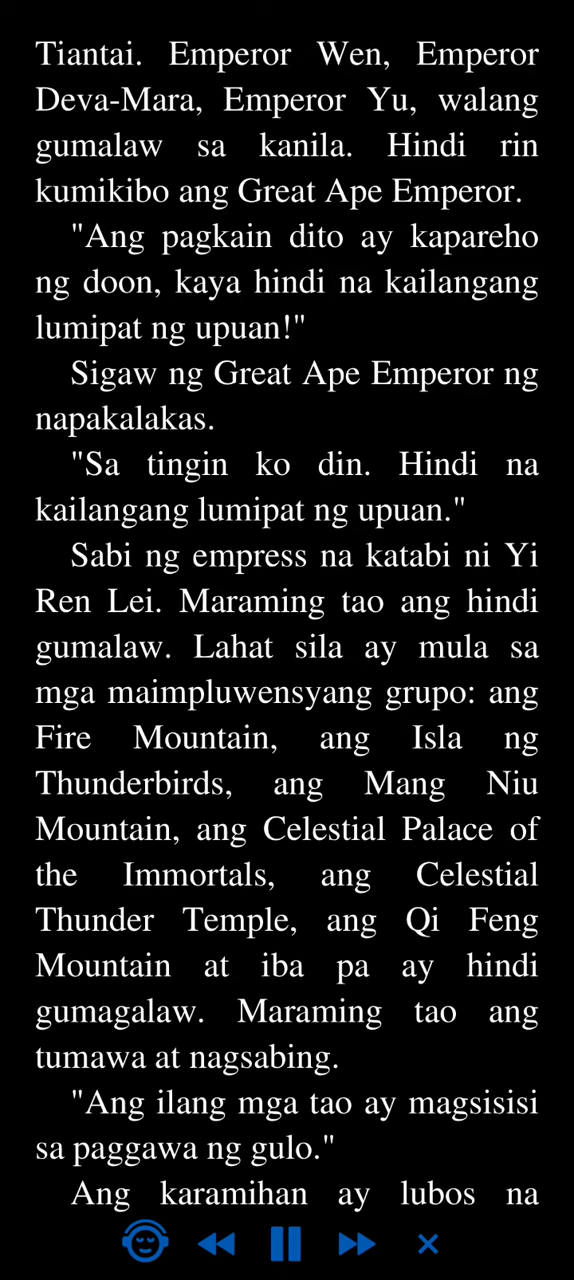 Tiantai. Emperor Wen, Emperor
Deva-Mara, Emperor Yu, walang
gumalaw sa kanila. Hindi rin
kumikibo ang Great Ape Emperor.
"Ang pagkain dito ay kapareho
ng doon, kaya hindi na kailangang
lumipat ng upuan!"
Sigaw ng Great Ape Emperor ng
napakalakas.
"Sa tingin ko din. Hindi na
kailangang lumipat ng upuan."
Sabi ng empress na katabi ni Yi
Ren Lei. Maraming tao ang hindi
gumalaw. Lahat sila ay mula sa
mga maimpluwensyang grupo: ang
Fire Mountain, ang Isla ng
Thunderbirds, ang Mang Niu
Mountain, ang Celestial Palace of
the Immortals, ang Celestial
Thunder Temple, ang Qi Feng
Mountain at iba pa ay hindi
gumagalaw. Maraming tao ang
tumawa at nagsabing.
"Ang ilang mga tao ay magsisisi
sa paggawa ng gulo."
Ang karamihan ay lubos na